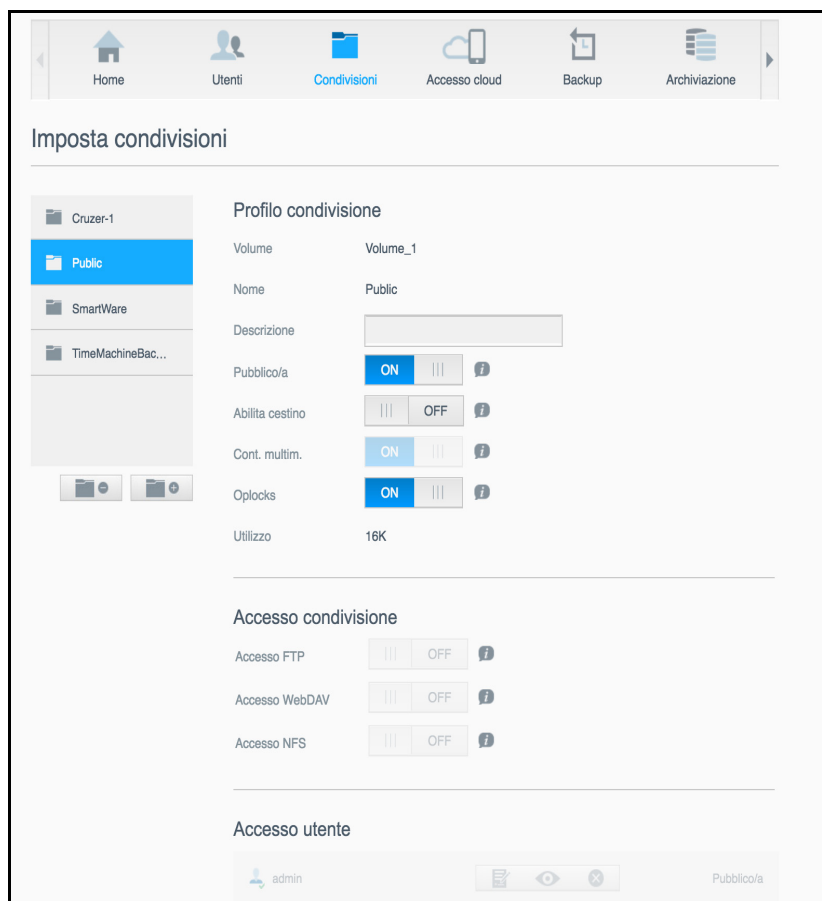 Home Utenti Condivisioni Accesso cloud Backup Archiviazione
Imposta condivisioni
Cruzer-1
Public
SmartWare
TimeMachineBac...
Profilo condivisione
Volume Volume_1
Nome Public
Descrizione
Pubblico/a ON
Abilita cestino OFF
Cont. multim. ON
Oplocks ON
Utilizzo 16K
Accesso condivisione
Accesso FTP OFF
Accesso WebDAV OFF
Accesso NFS OFF
Accesso utente
admin Pubblico/a